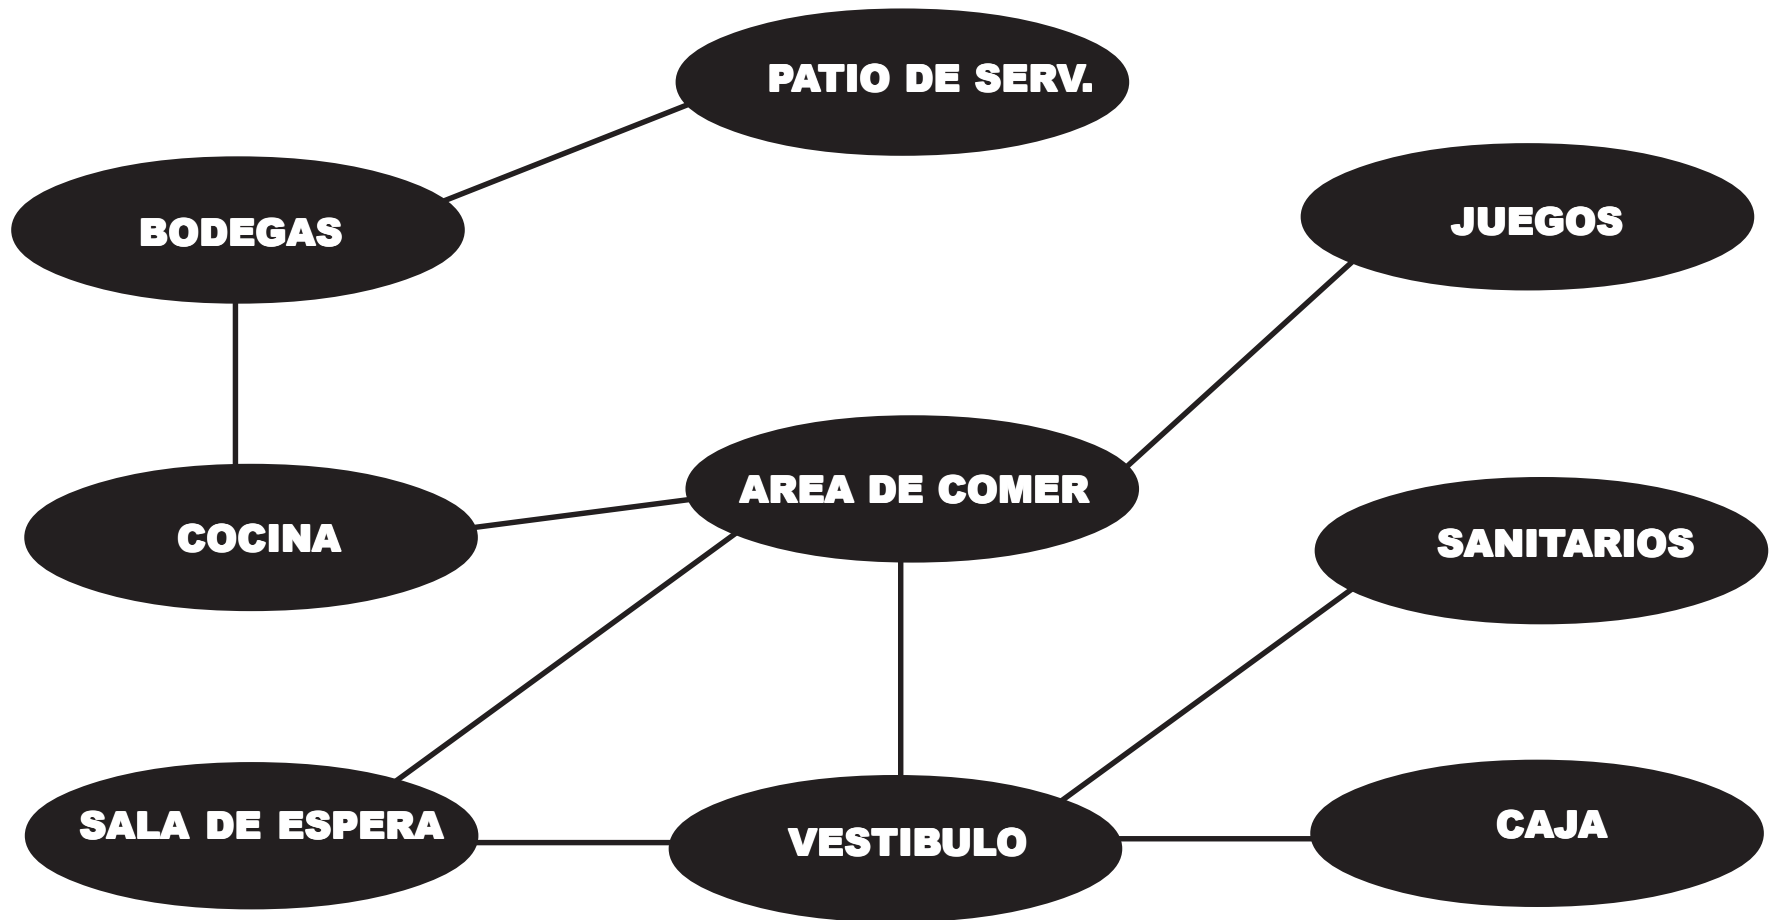 PATIO DE SERV.
BODEGAS
JUEGOS
AREA DE COMER
COCINA
SANITARIOS
SALA DE ESPERA
VESTIBULO
CAJA